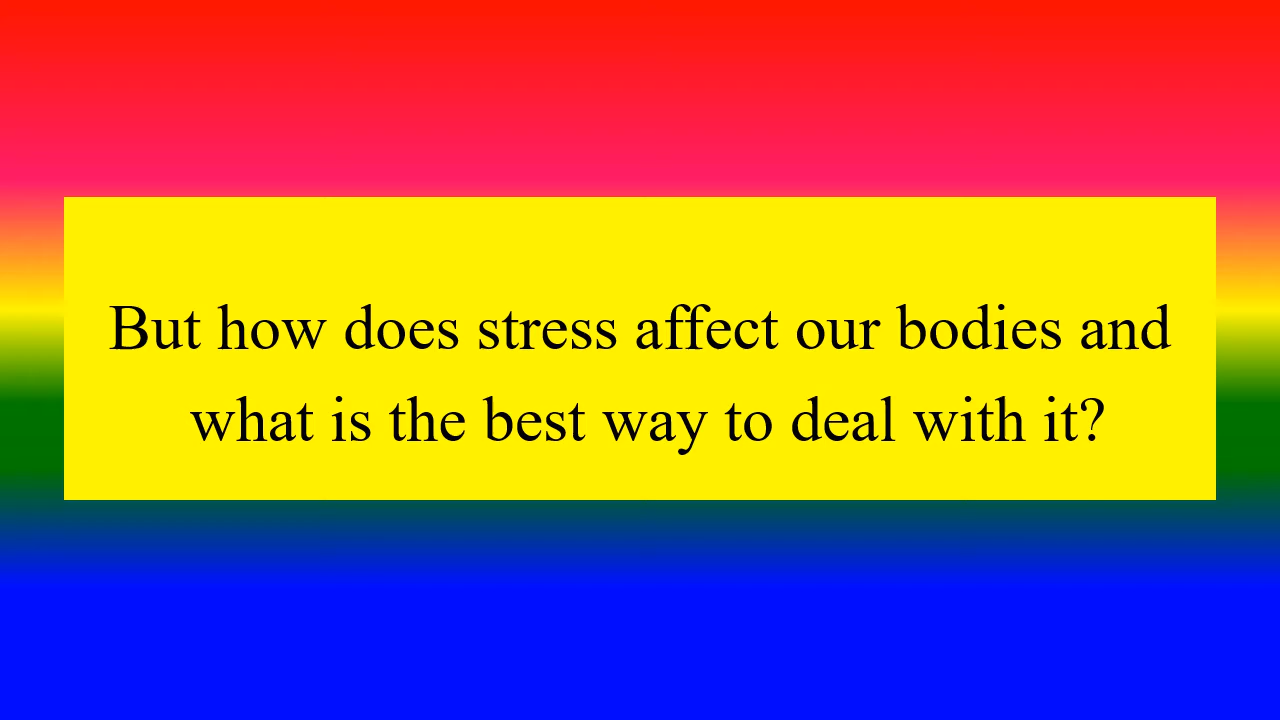 But how does stress affect our bodies and
what is the best way to deal with it?